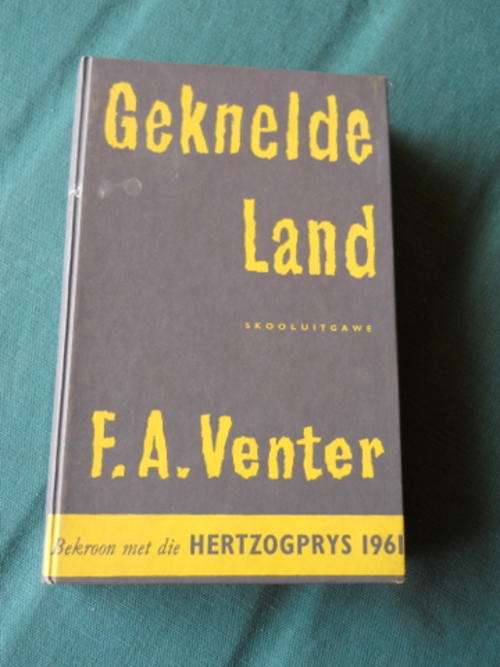 Geknelde
Land
SKOOLUITGAWE
F.A.Venter
Bekroon met die HERTZOGPRYS 1961